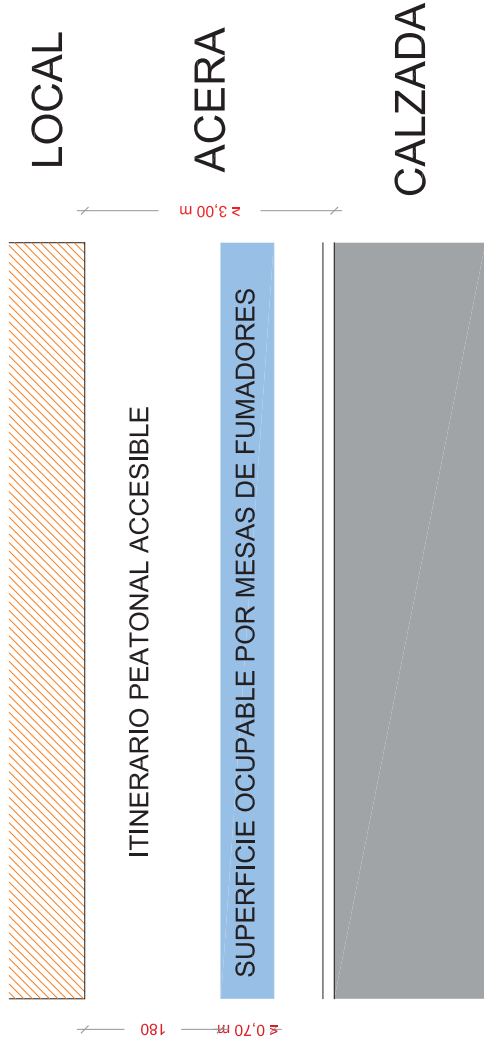 LOCAL
ACERA
CALZADA
≥ 3,00 m
ITINERARIO PEATONAL ACCESIBLE
SUPERFICIE OCUPABLE POR MESAS DE FUMADORES
180
≤ 0,70 m